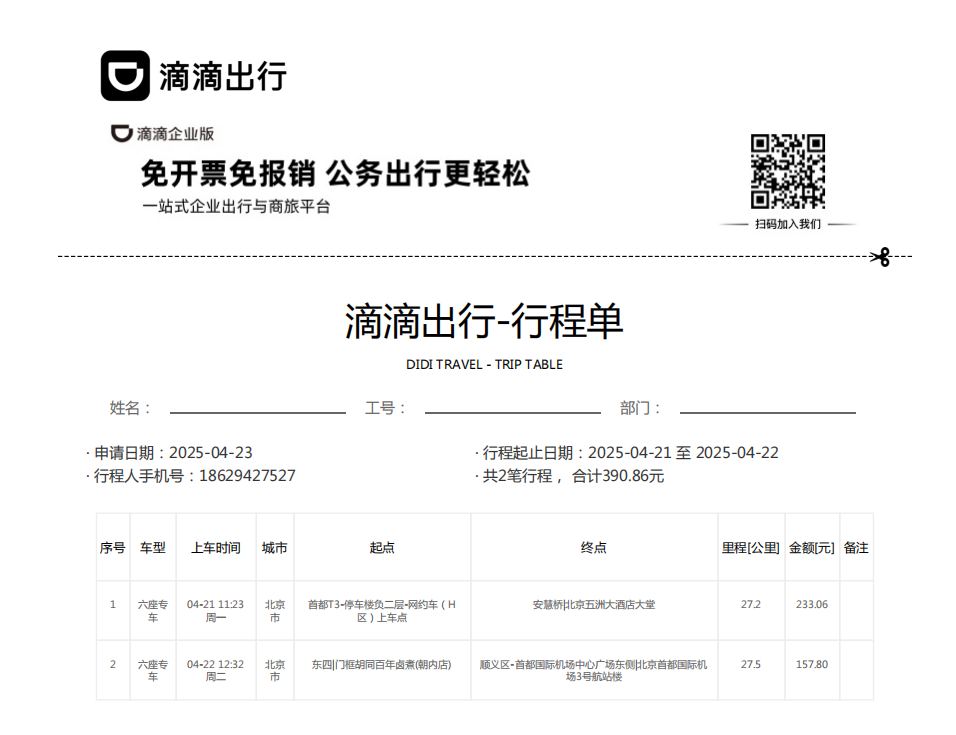 滴滴出行
滴滴企业版
免开票免报销 公务出行更轻松
一站式企业出行与商旅平台
扫码加入我们
滴滴出行-行程单
DIDI TRAVEL - TRIP TABLE
姓名： 工号： 部门：
· 申请日期：2025-04-23 · 行程起止日期：2025-04-21 至 2025-04-22
· 行程人手机号：18629427527 · 共2笔行程， 合计390.86元
序号 车型 上车时间 城市 起点 终点 里程[公里] 金额[元] 备注
1 六座专 04-21 11:23 北京 首都T3-停车楼负二层-网约车（H 安慧桥|北京五洲大酒店大堂 27.2 233.06
车 周一 市 区）上车点
2 六座专 04-22 12:32 北京 东四|门框胡同百年卤煮(朝内店) 顺义区-首都国际机场中心广场东侧|北京首都国际机 27.5 157.80
车 周二 市 场3号航站楼